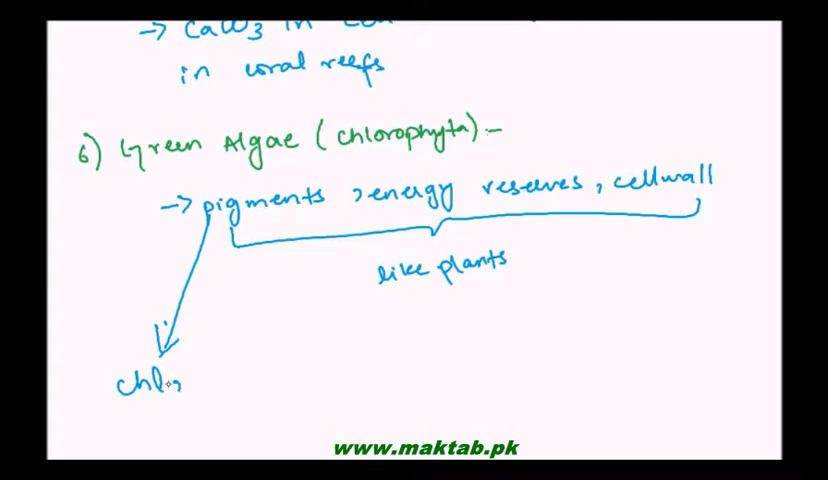 → CaCO3 in
in coral reefs
6) Green Algae (chlorophyta) :-
→ pigments , energy reserves , cellwall
like plants
chl
www.maktab.pk